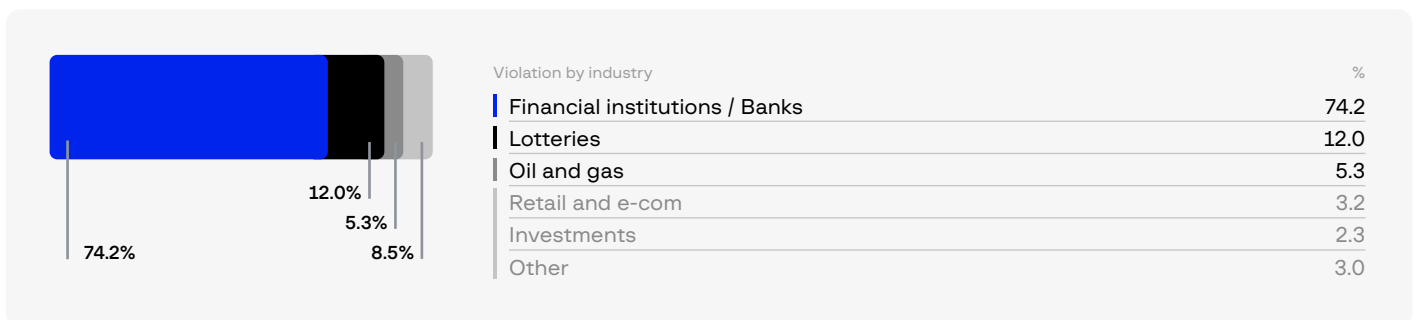 12.0%
5.3%
74.2%
8.5%
Violation by industry %
Financial institutions / Banks 74.2
Lotteries 12.0
Oil and gas 5.3
Retail and e-com 3.2
Investments 2.3
Other 3.0